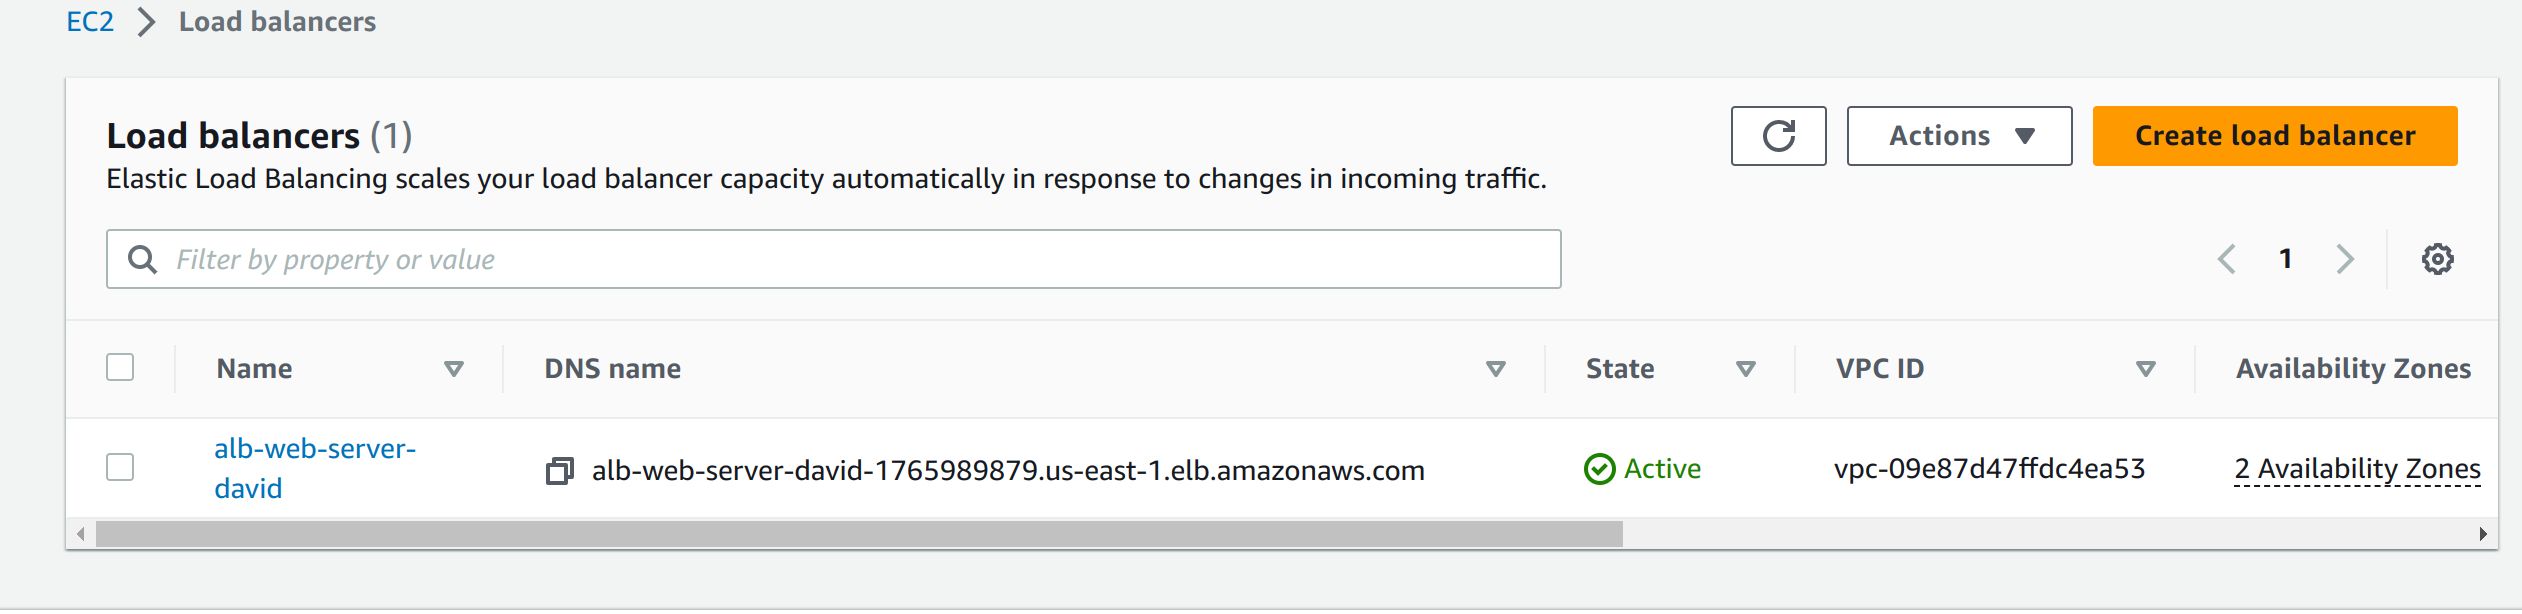 EC2 > Load balancers
Load balancers (1)
Elastic Load Balancing scales your load balancer capacity automatically in response to changes in incoming traffic.
Actions
Create load balancer
Filter by property or value
1
Name DNS name State VPC ID Availability Zones
alb-web-server-
david
alb-web-server-david-1765989879.us-east-1.elb.amazonaws.com
Active
vpc-09e87d47ffdc4ea53
2 Availability Zones